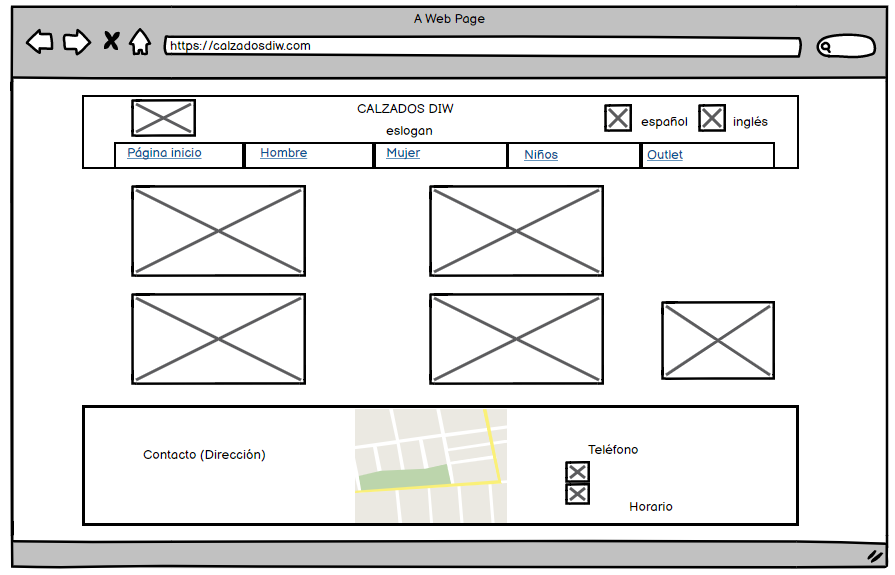 A Web Page
https://calzadosdiw.com
CALZADOS DIW
eslogan
español
inglés
Página inicio
Hombre
Mujer
Niños
Outlet
Contacto (Dirección)
Teléfono
Horario